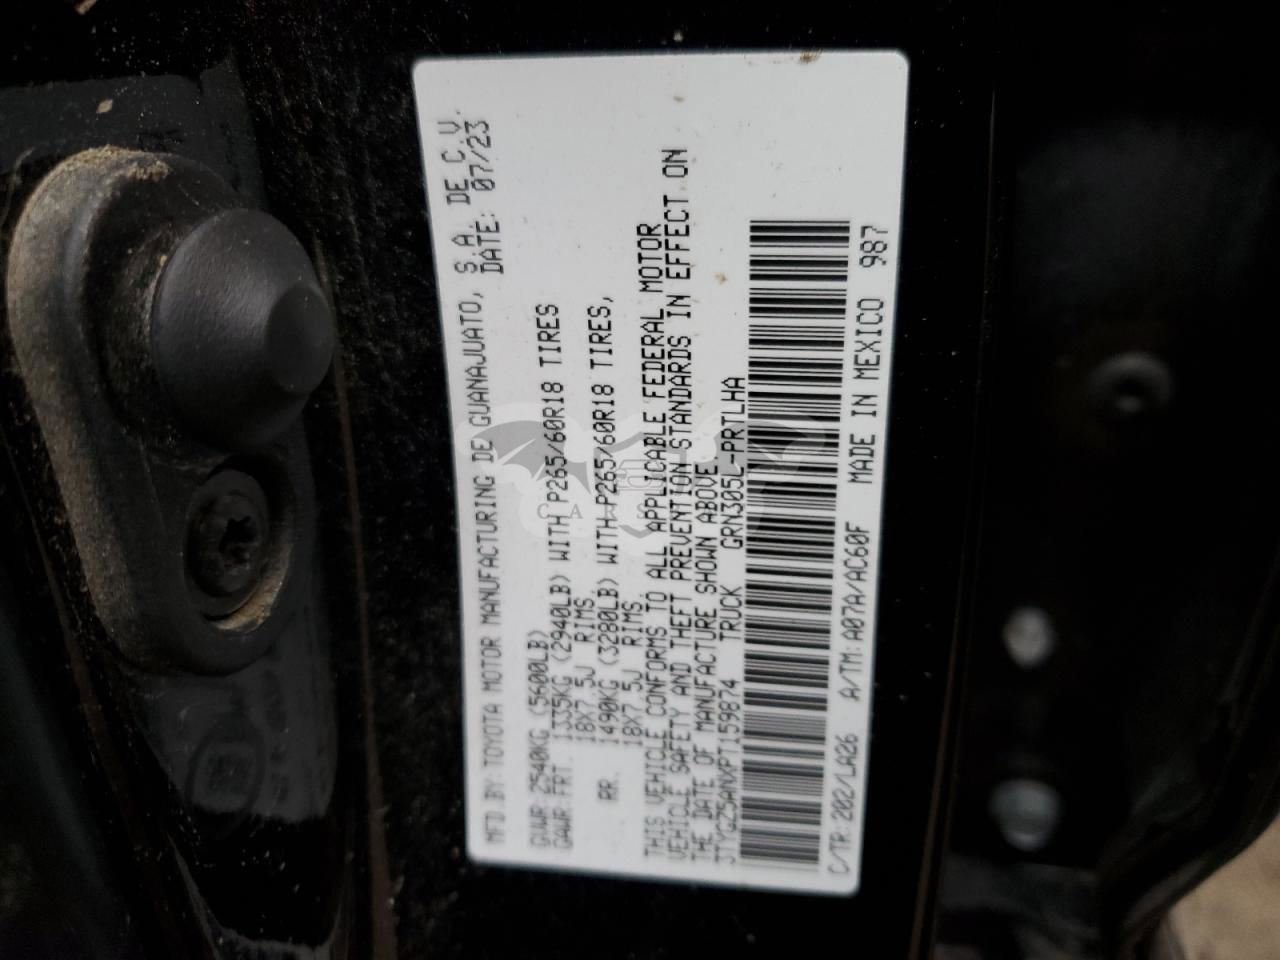 MFD BY: TOYOTA MOTOR MANUFACTURING DE GUANAJUATO, S.A. DE C.V.
DATE: 07/23
GVWR: 2540KG (5600LB)
GAWR: FRT. 1335KG (2940LB) WITH P265/60R18 TIRES
18X7.5J RIMS,
RR. 1490KG (3280LB) WITH P265/60R18 TIRES,
18X7.5J RIMS.
THIS VEHICLE CONFORMS TO ALL APPLICABLE FEDERAL MOTOR
VEHICLE SAFETY AND THEFT PREVENTION STANDARDS IN EFFECT ON
THE DATE OF MANUFACTURE SHOWN ABOVE.
3TYGZ5ANXPT159874 TRUCK GRN305L-PRTLHA
C/TR: 202/LA26 A/TM: A07A/AC60F MADE IN MEXICO 987